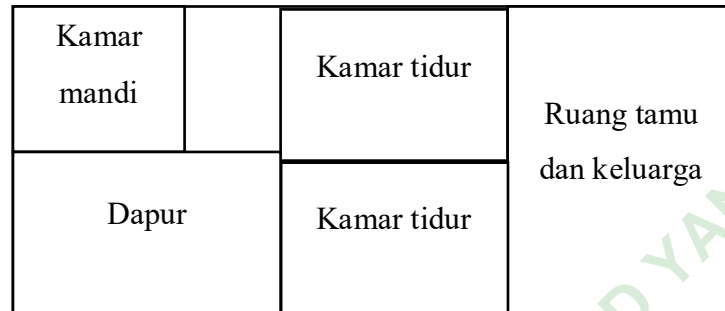 Kamar
mandi
Kamar tidur
Ruang tamu
dan keluarga
Dapur
Kamar tidur